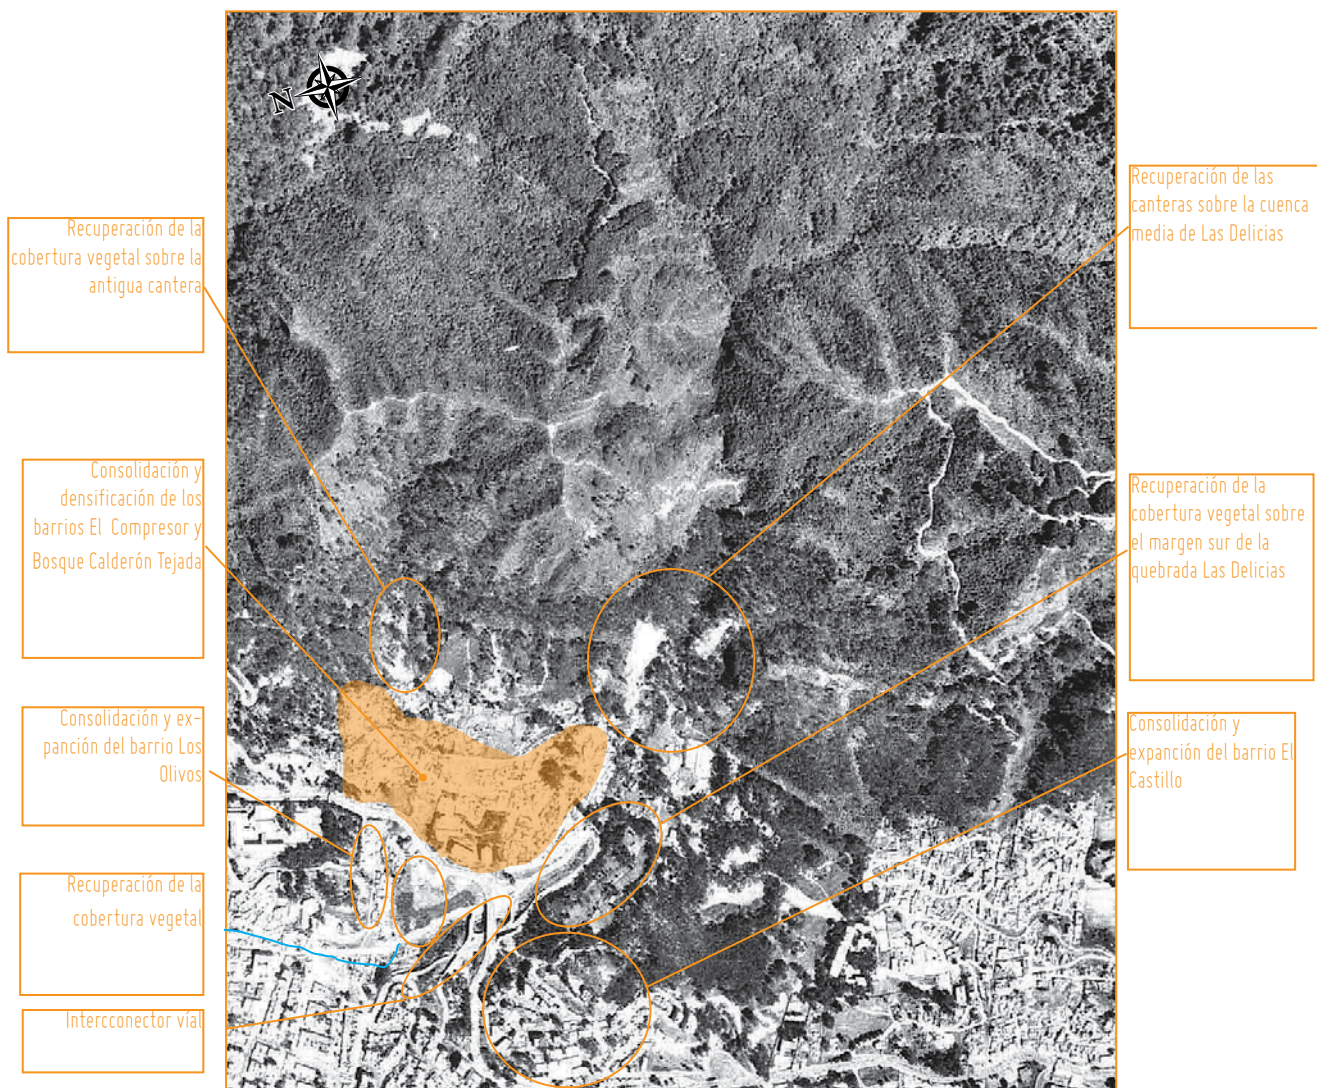 N
Recuperación de la
cobertura vegetal sobre la
antigua cantera
Consolidación y
densificación de los
barrios El Compresor y
Bosque Calderón Tejada
Consolidación y ex-
panción del barrio Los
Olivos
Recuperación de la
cobertura vegetal
Intercconector víal
Recuperación de las
canteras sobre la cuenca
media de Las Delicias
Recuperación de la
cobertura vegetal sobre
el margen sur de la
quebrada Las Delicias
Consolidación y
expanción del barrio El
Castillo